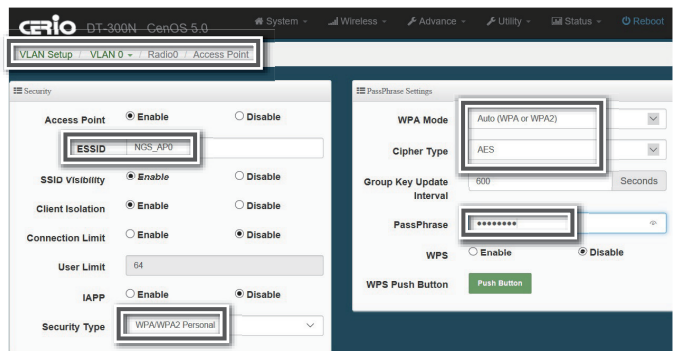 CERIO DT-300N CenOS 5.0 System Wireless Advance Utility Status Reboot
VLAN Setup / VLAN 0 / Radio0 / Access Point
Security
Access Point Enable Disable
ESSID NGS_AP0
SSID Visibility Enable Disable
Client Isolation Enable Disable
Connection Limit Enable Disable
User Limit 64
IAPP Enable Disable
Security Type WPA/WPA2 Personal
PassPhrase Settings
WPA Mode Auto (WPA or WPA2)
Cipher Type AES
Group Key Update 600 Seconds
Interval
PassPhrase ••••••••
WPS Enable Disable
WPS Push Button Push Button